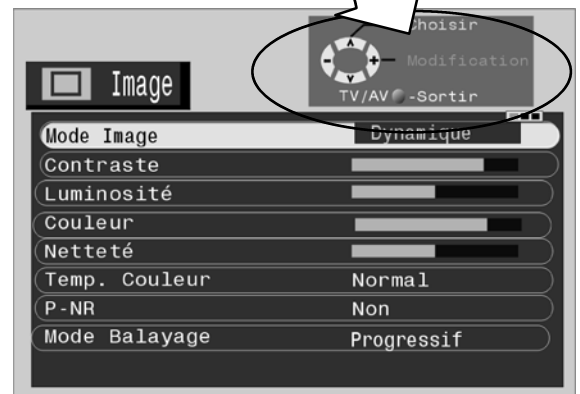 Choisir
Modification
TV/AV -Sortir
Image
Mode Image Dynamique
Contraste
Luminosité
Couleur
Netteté
Temp. Couleur Normal
P-NR Non
Mode Balayage Progressif